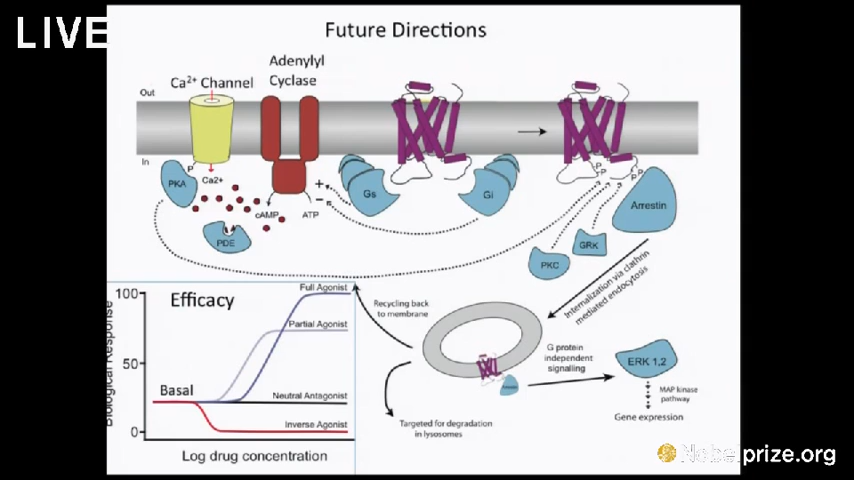 LIVE
Future Directions
Ca2+ Channel
Adenylyl
Cyclase
Out
In
P
PKA
Ca2+
cAMP
ATP
PDE
+
−
Gs
Gi
P
P
P
P
Arrestin
GRK
PKC
Internalization via clathrin
mediated endocytosis
Recycling back
to membrane
G protein
independent
signalling
ERK 1,2
MAP kinase
pathway
Gene expression
Targeted for degradation
in lysosomes
Efficacy
100
50
0
Biological Response
Basal
Full Agonist
Partial Agonist
Neutral Antagonist
Inverse Agonist
Log drug concentration
Nobelprize.org